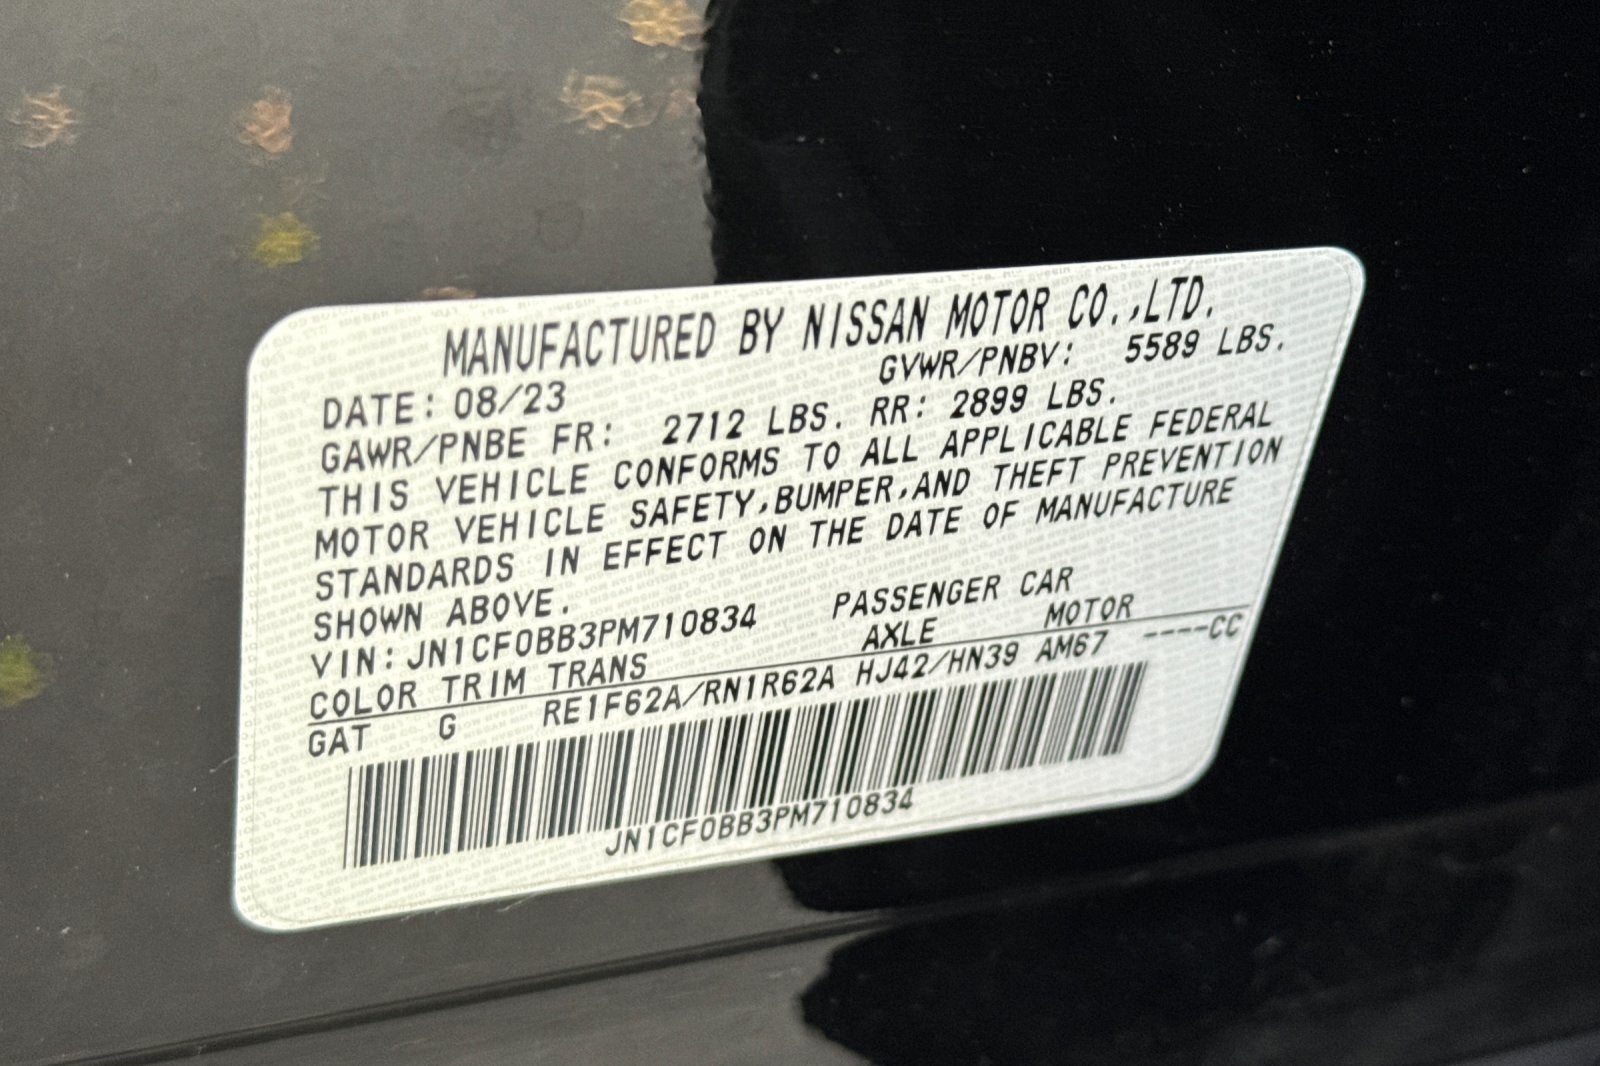 MANUFACTURED BY NISSAN MOTOR CO.,LTD.
DATE: 08/23 GVWR/PNBV: 5589 LBS.
GAWR/PNBE FR: 2712 LBS. RR: 2899 LBS.
THIS VEHICLE CONFORMS TO ALL APPLICABLE FEDERAL
MOTOR VEHICLE SAFETY,BUMPER,AND THEFT PREVENTION
STANDARDS IN EFFECT ON THE DATE OF MANUFACTURE
SHOWN ABOVE.
VIN: JN1CF0BB3PM710834 PASSENGER CAR
COLOR TRIM TRANS AXLE MOTOR
GAT G RE1F62A/RN1R62A HJ42/HN39 AM67 ----CC
JN1CF0BB3PM710834